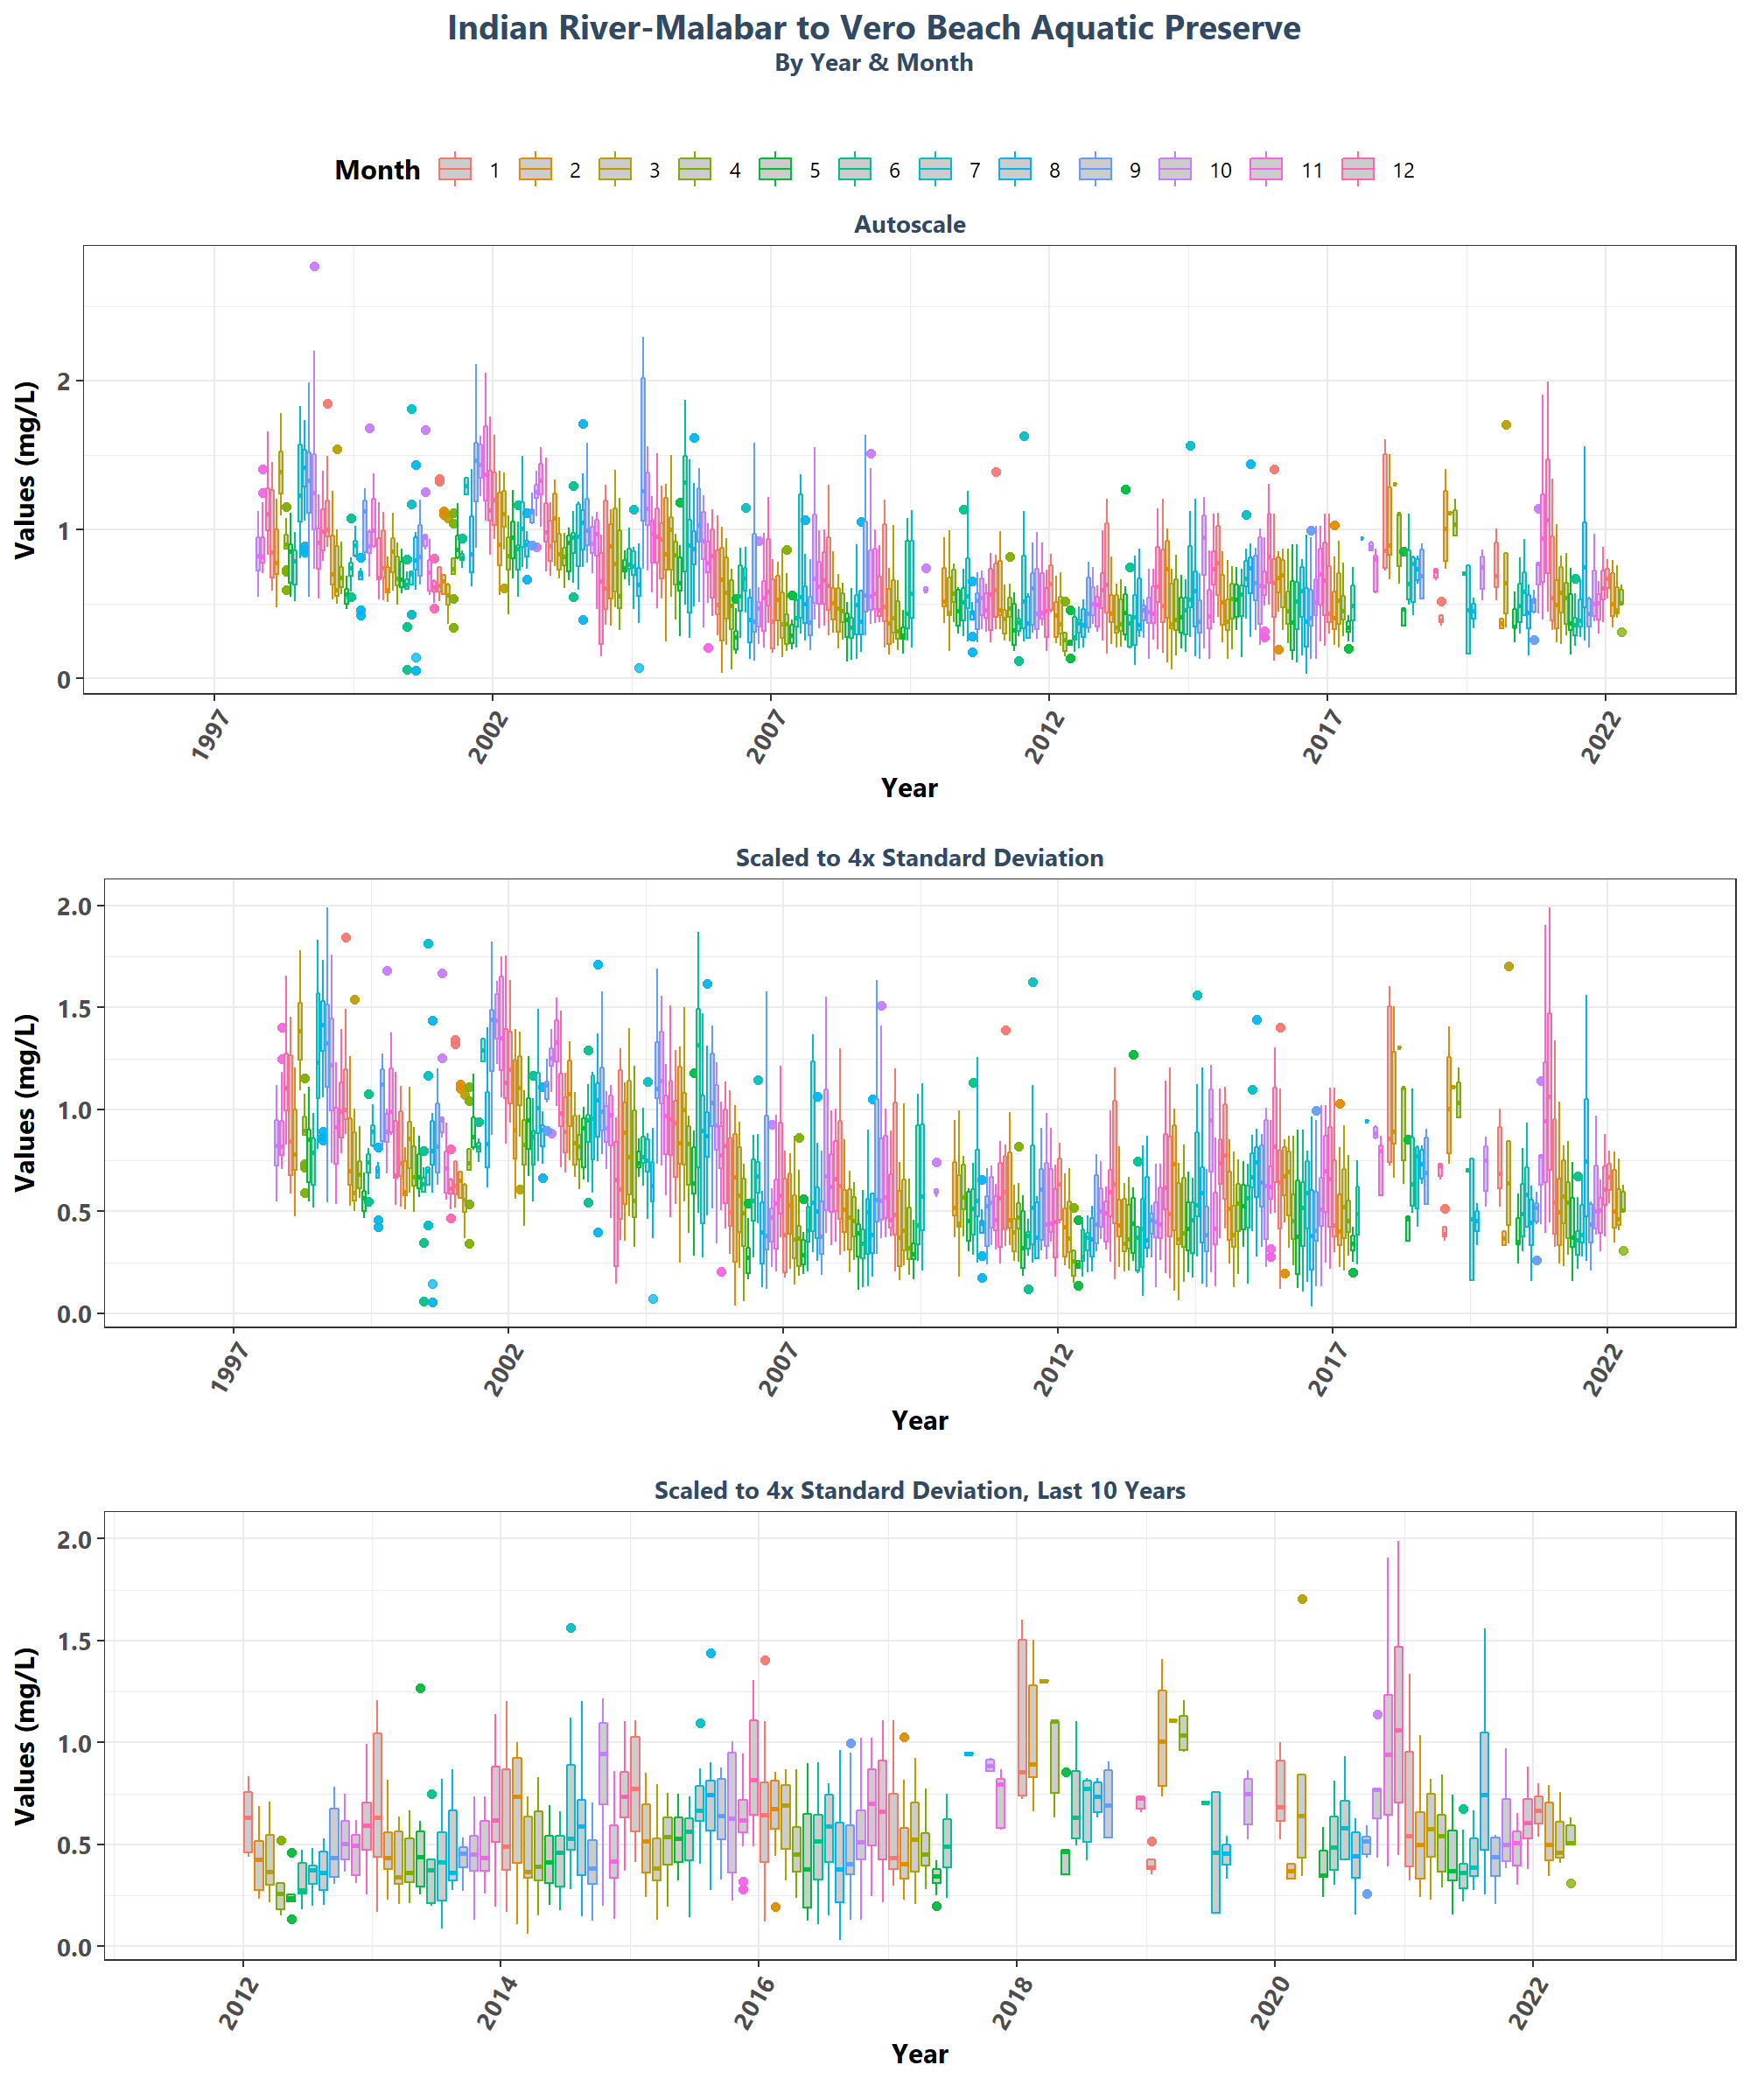 Indian River-Malabar to Vero Beach Aquatic Preserve
By Year & Month
Month 1 2 3 4 5 6 7 8 9 10 11 12
Autoscale
Values (mg/L)
2
1
0
1997 2002 2007 2012 2017 2022
Year
Scaled to 4x Standard Deviation
Values (mg/L)
2.0
1.5
1.0
0.5
0.0
1997 2002 2007 2012 2017 2022
Year
Scaled to 4x Standard Deviation, Last 10 Years
Values (mg/L)
2.0
1.5
1.0
0.5
0.0
2012 2014 2016 2018 2020 2022
Year